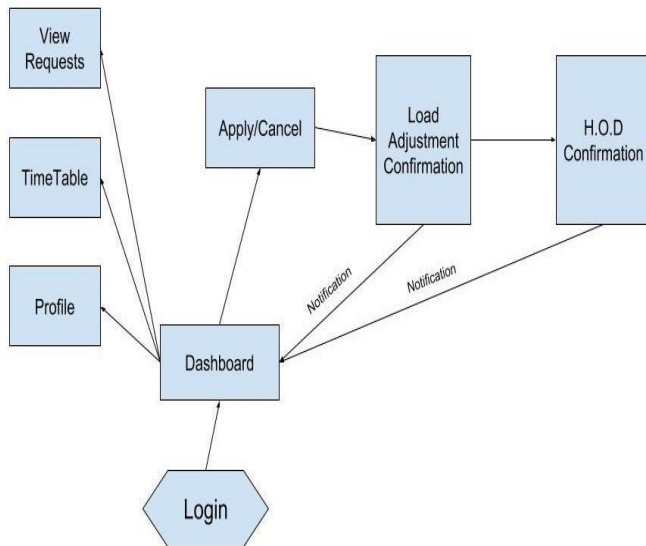 View
Requests
TimeTable
Profile
Apply/Cancel
Load
Adjustment
Confirmation
H.O.D
Confirmation
Notification
Notification
Dashboard
Login